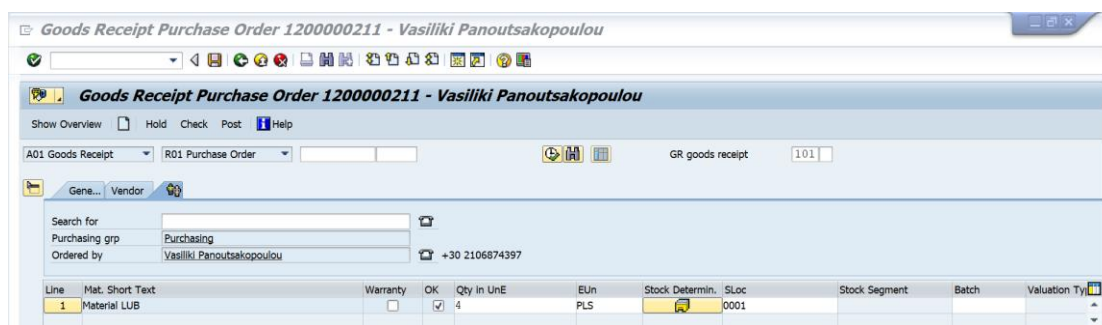 Goods Receipt Purchase Order 1200000211 - Vasiliki Panoutsakopoulou
Goods Receipt Purchase Order 1200000211 - Vasiliki Panoutsakopoulou
Show Overview Hold Check Post Help
A01 Goods Receipt R01 Purchase Order GR goods receipt 101
Gene... Vendor
Search for
Purchasing grp Purchasing
Ordered by Vasiliki Panoutsakopoulou +30 2106874397
Line Mat. Short Text Warranty OK Qty in UnE EUn Stock Determin. SLoc Stock Segment Batch Valuation Ty
1 Material LUB 4 PLS 0001